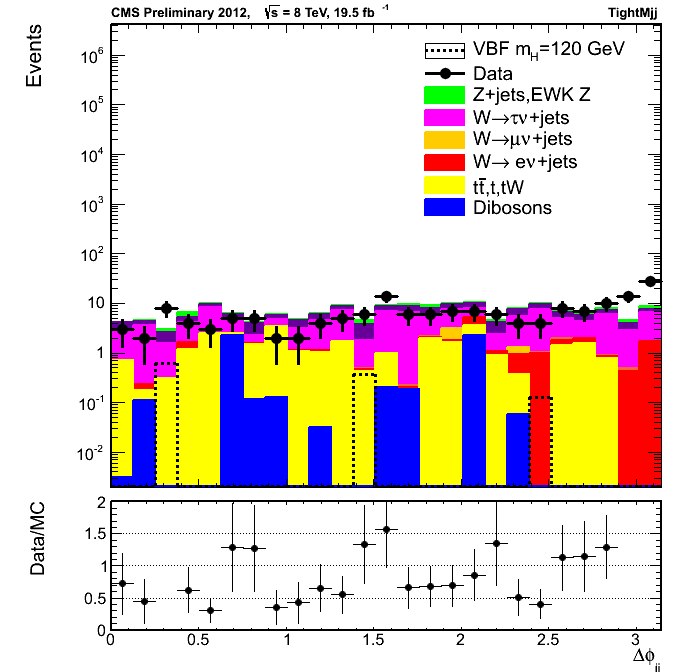 CMS Preliminary 2012, √s = 8 TeV, 19.5 fb⁻¹ TightMjj
Events
10⁶
10⁵
10⁴
10³
10²
10
1
10⁻¹
10⁻²
VBF m_H=120 GeV
Data
Z+jets,EWK Z
W→τν+jets
W→μν+jets
W→ eν+jets
tt̄,t,tW
Dibosons
Data/MC
2
1.5
1
0.5
0
0 0.5 1 1.5 2 2.5 3
Δϕ_jj